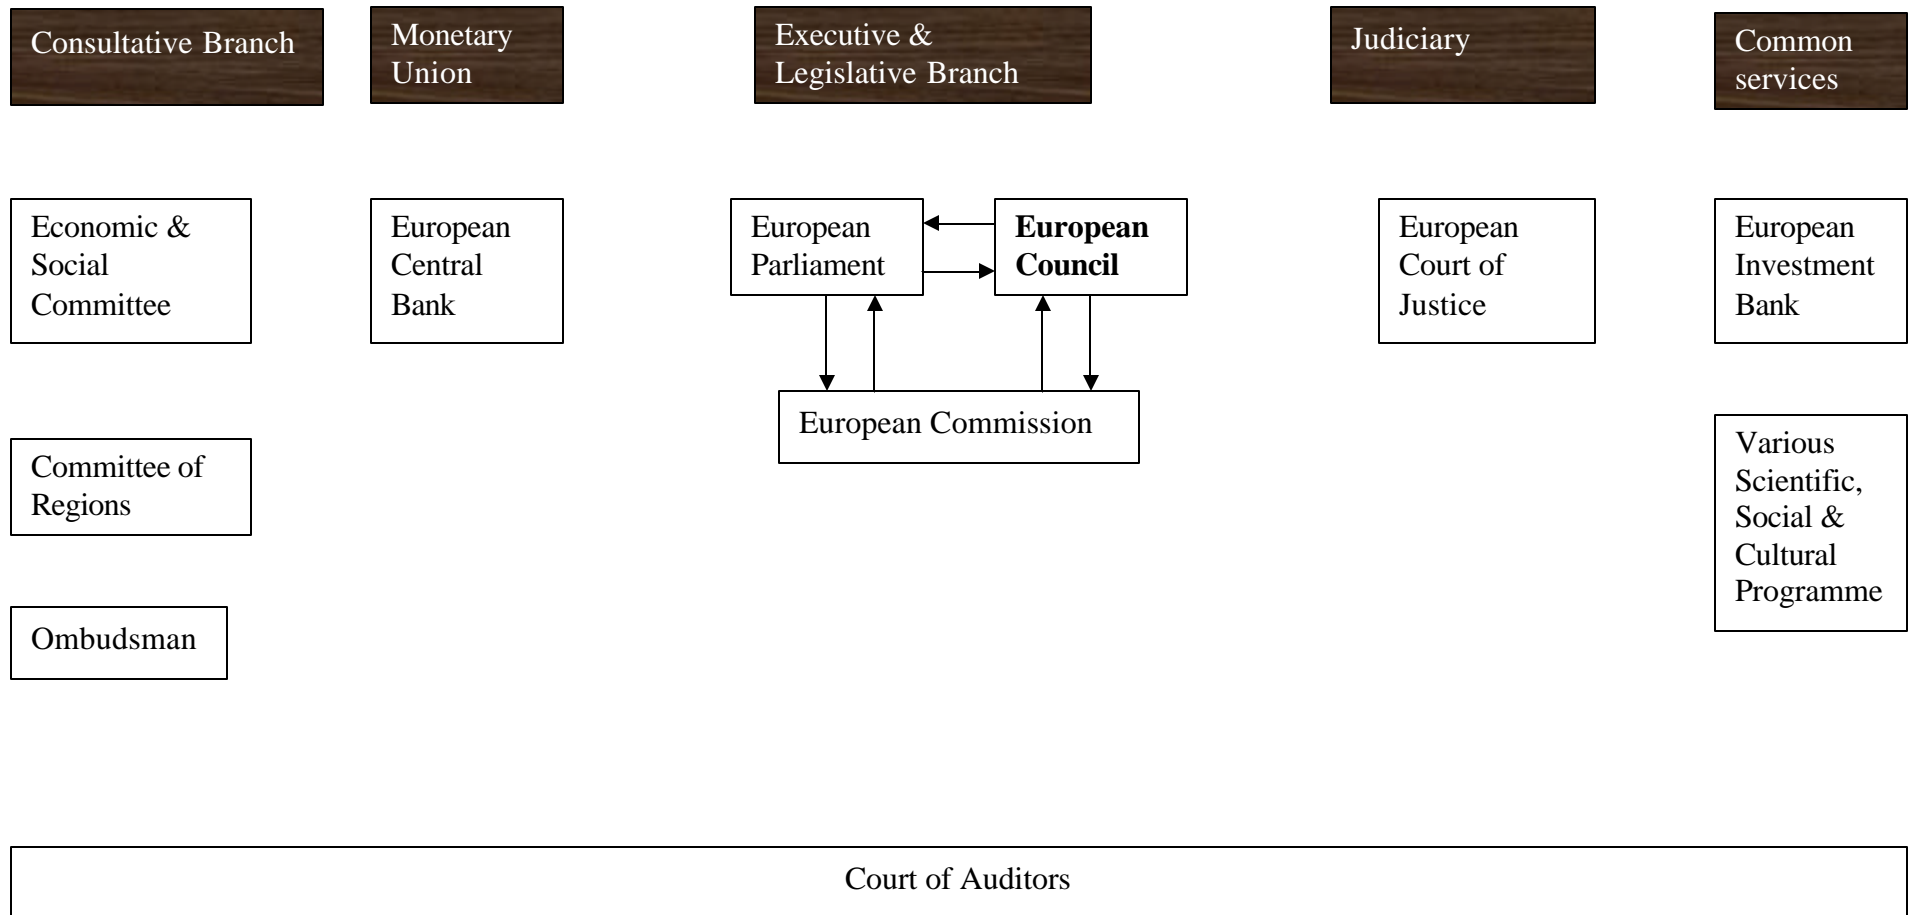 Consultative Branch
Monetary
Union
Executive &
Legislative Branch
Judiciary
Common
services
Economic &
Social
Committee
European
Central
Bank
European
Parliament
European
Council
European
Court of
Justice
European
Investment
Bank
European Commission
Committee of
Regions
Various
Scientific,
Social &
Cultural
Programme
Ombudsman
Court of Auditors